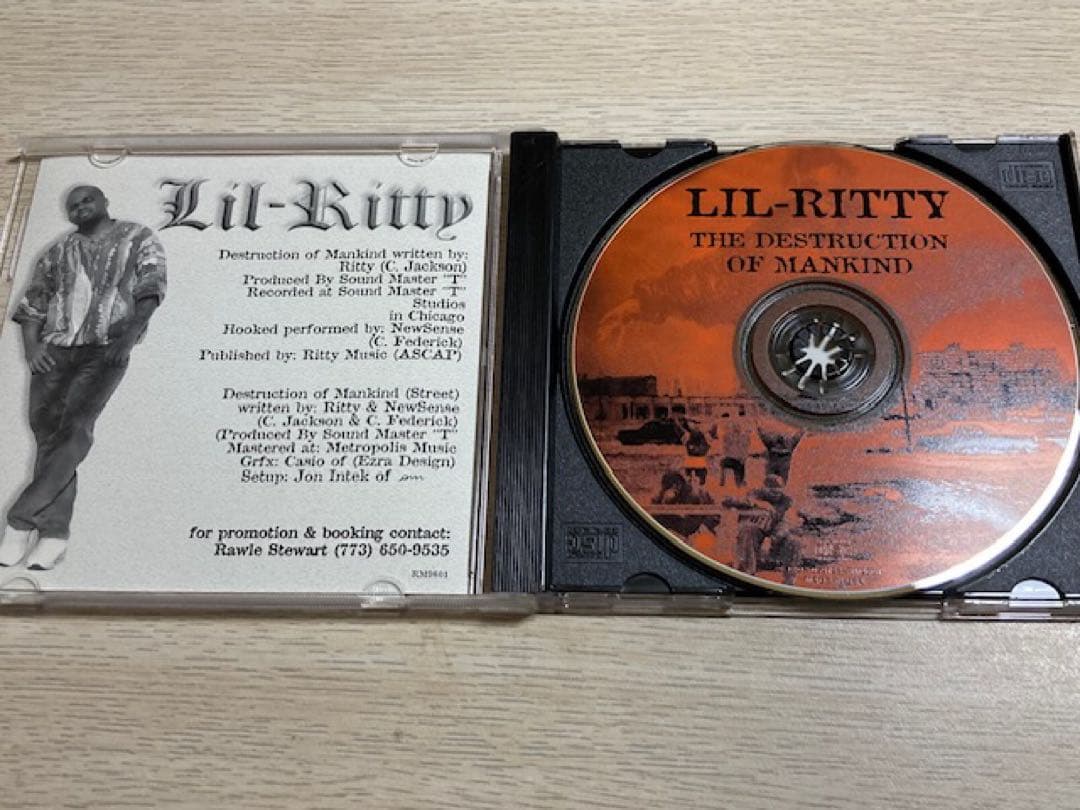 Lil-Ritty
Destruction of Mankind written by:
Ritty (C. Jackson)
Produced By Sound Master "T"
Recorded at Sound Master "T"
Studios
in Chicago
Hooked performed by: NewSense
(C. Federick)
Published by: Ritty Music (ASCAP)
Destruction of Mankind (Street)
written by: Ritty & NewSense
(C. Jackson & C. Federick)
(Produced By Sound Master "T"
Mastered at: Metropolis Music
Grfx: Casio of (Ezra Design)
Setup: Jon Intek of
for promotion & booking contact:
Rawle Stewart (773) 650-9535
RM9601
LIL-RITTY
THE DESTRUCTION
OF MANKIND
disc
disc